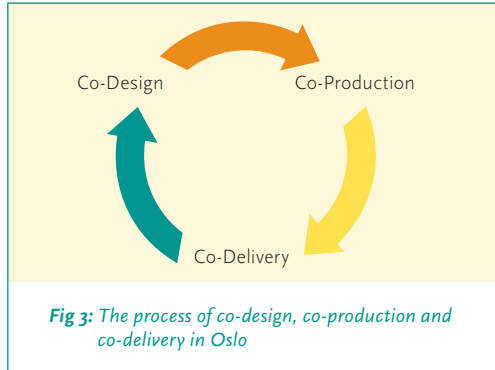 Co-Design
Co-Production
Co-Delivery
Fig 3: The process of co-design, co-production and
co-delivery in Oslo